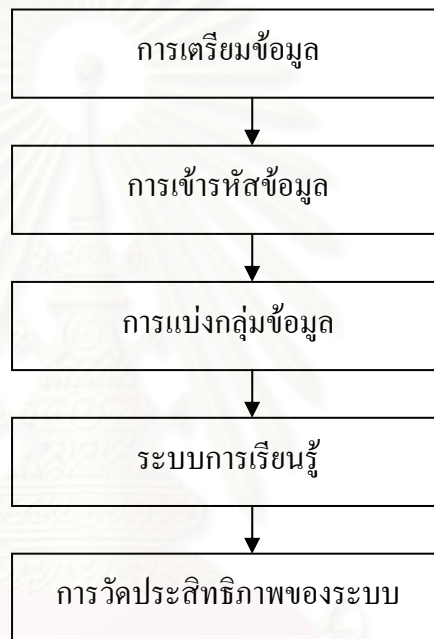 การเตรียมข้อมูล
การเข้ารหัสข้อมูล
การแบ่งกลุ่มข้อมูล
ระบบการเรียนรู้
การวัดประสิทธิภาพของระบบ